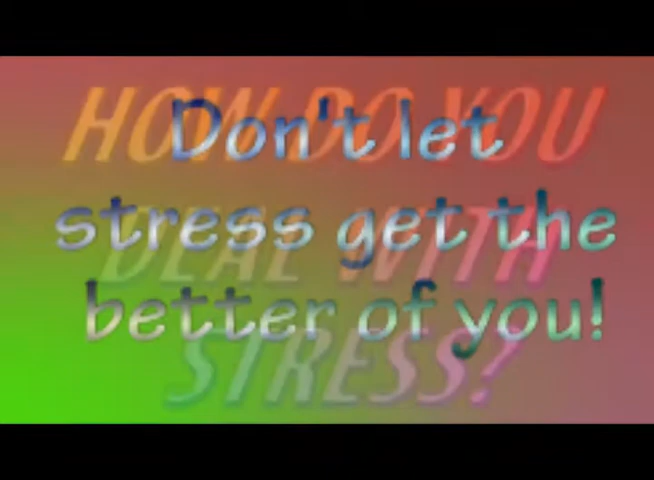 HOW DO YOU
DEAL WITH
STRESS?
Don't let
stress get the
better of you!